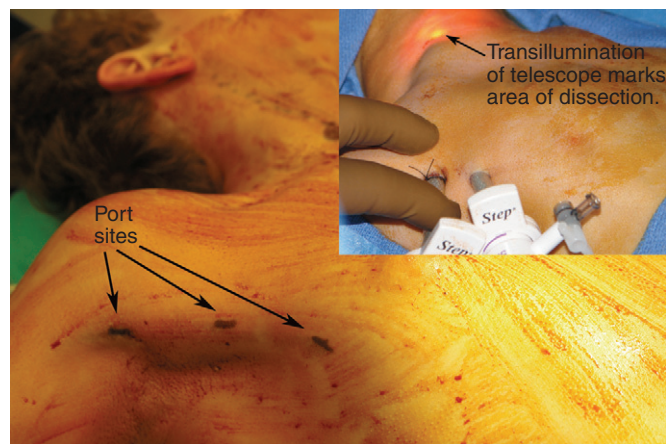 Transillumination
of telescope marks
area of dissection.
Port
sites
Step
Step